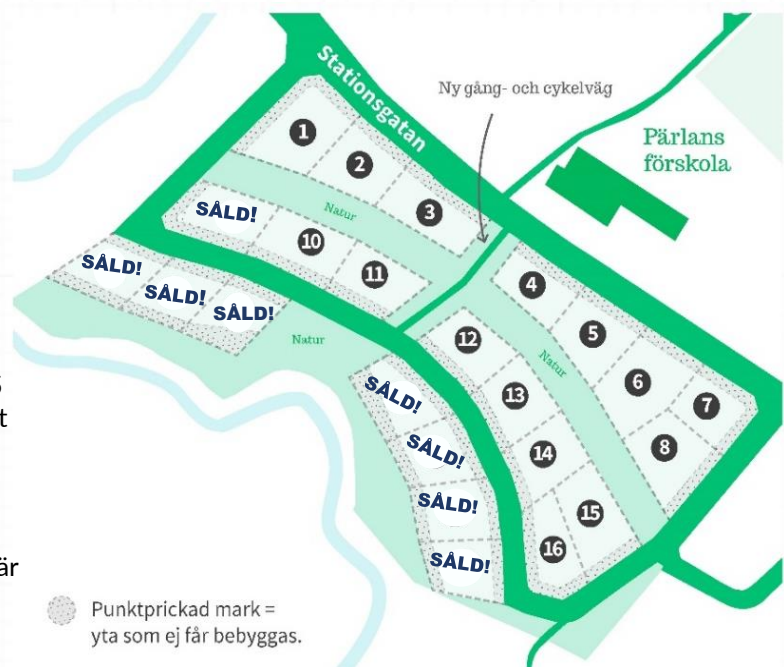 Stationsgatan
Ny gång- och cykelväg
Pärlans
förskola
1
2
3
Natur
SÅLD!
10
11
SÅLD!
SÅLD!
SÅLD!
Natur
4
5
6
7
8
Natur
12
13
14
15
16
SÅLD!
SÅLD!
SÅLD!
SÅLD!
t
är
Punktprickad mark =
yta som ej får bebyggas.